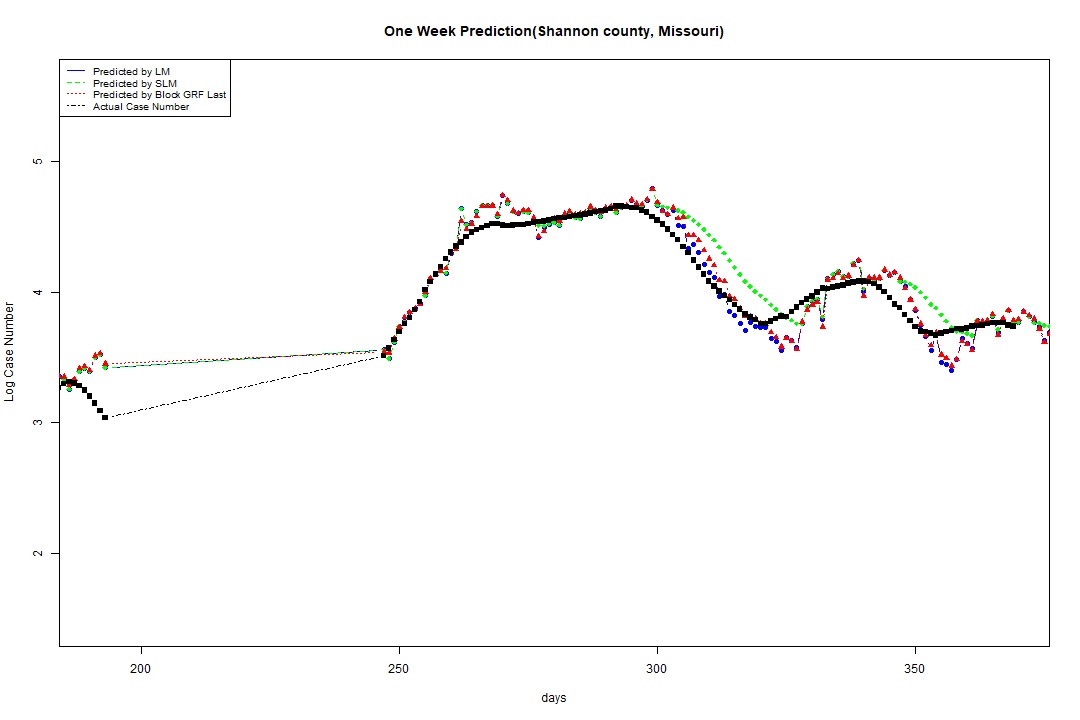 One Week Prediction(Shannon county, Missouri)
Predicted by LM
Predicted by SLM
Predicted by Block GRF Last
Actual Case Number
5
4
3
2
Log Case Number
200
250
300
350
days